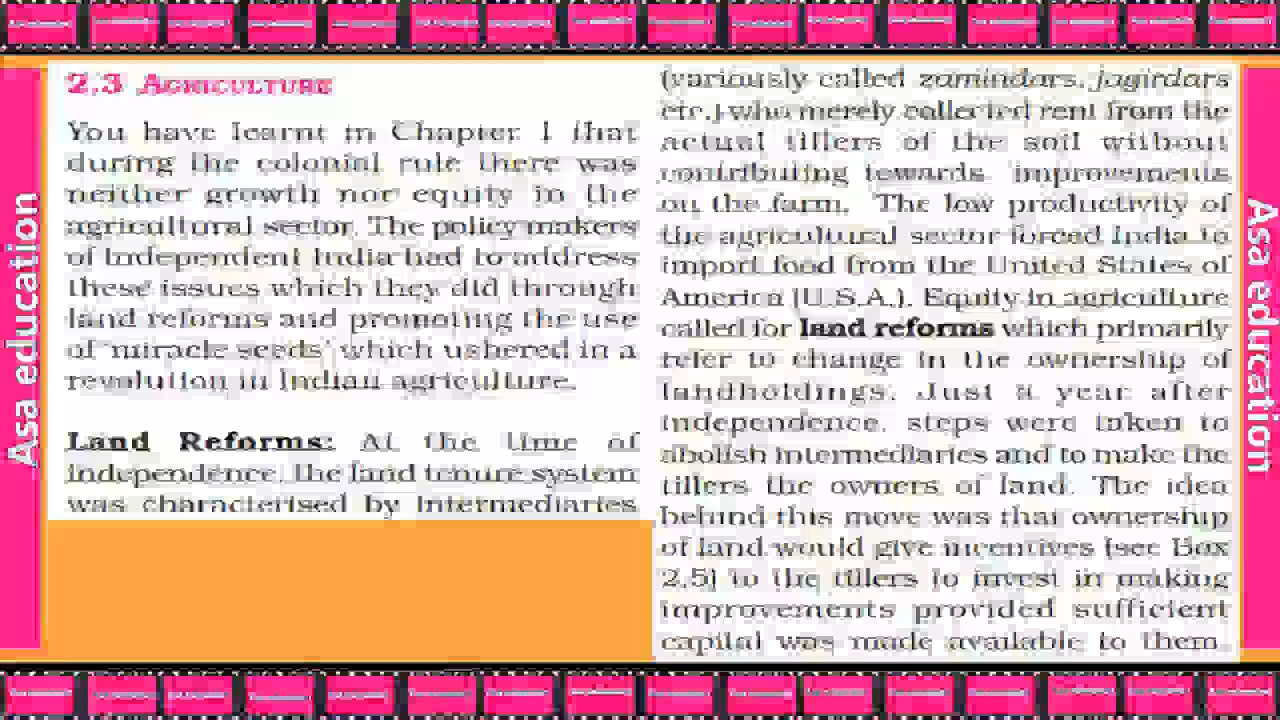 2.3 AGRICULTURE
You have learnt in Chapter 1 that
during the colonial rule there was
neither growth nor equity in the
agricultural sector. The policy makers
of independent India had to address
these issues which they did through
land reforms and promoting the use
of ‘miracle seeds’ which ushered in a
revolution in Indian agriculture.
Land Reforms: At the time of
independence, the land tenure system
was characterised by intermediaries
(variously called zamindars, jagirdars
etc.) who merely collected rent from the
actual tillers of the soil without
contributing towards improvements
on the farm. The low productivity of
the agricultural sector forced India to
import food from the United States of
America (U.S.A.). Equity in agriculture
called for land reforms which primarily
refer to change in the ownership of
landholdings. Just a year after
independence, steps were taken to
abolish intermediaries and to make the
tillers the owners of land. The idea
behind this move was that ownership
of land would give incentives (see Box
2.5) to the tillers to invest in making
improvements provided sufficient
capital was made available to them.
Asa education
Asa education